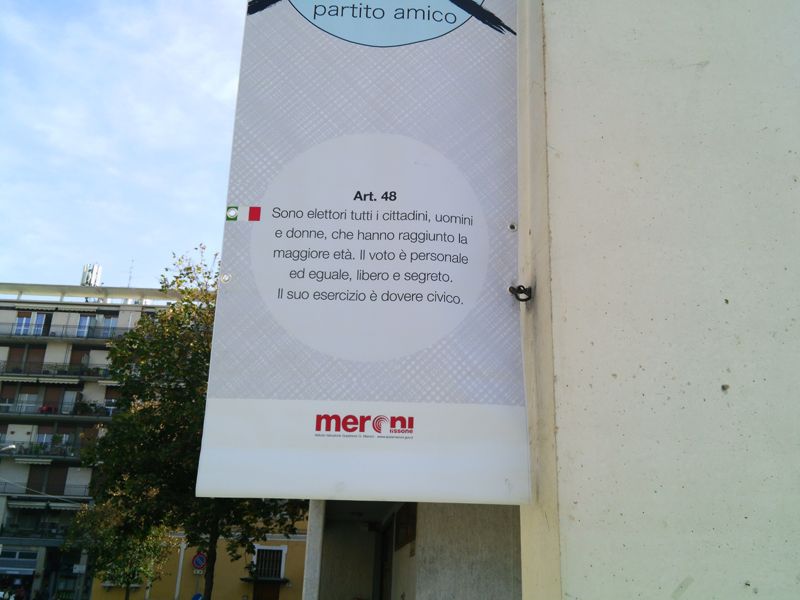 partito amico
Art. 48
Sono elettori tutti i cittadini, uomini
e donne, che hanno raggiunto la
maggiore età. Il voto è personale
ed eguale, libero e segreto.
Il suo esercizio è dovere civico.
meroni
lissone